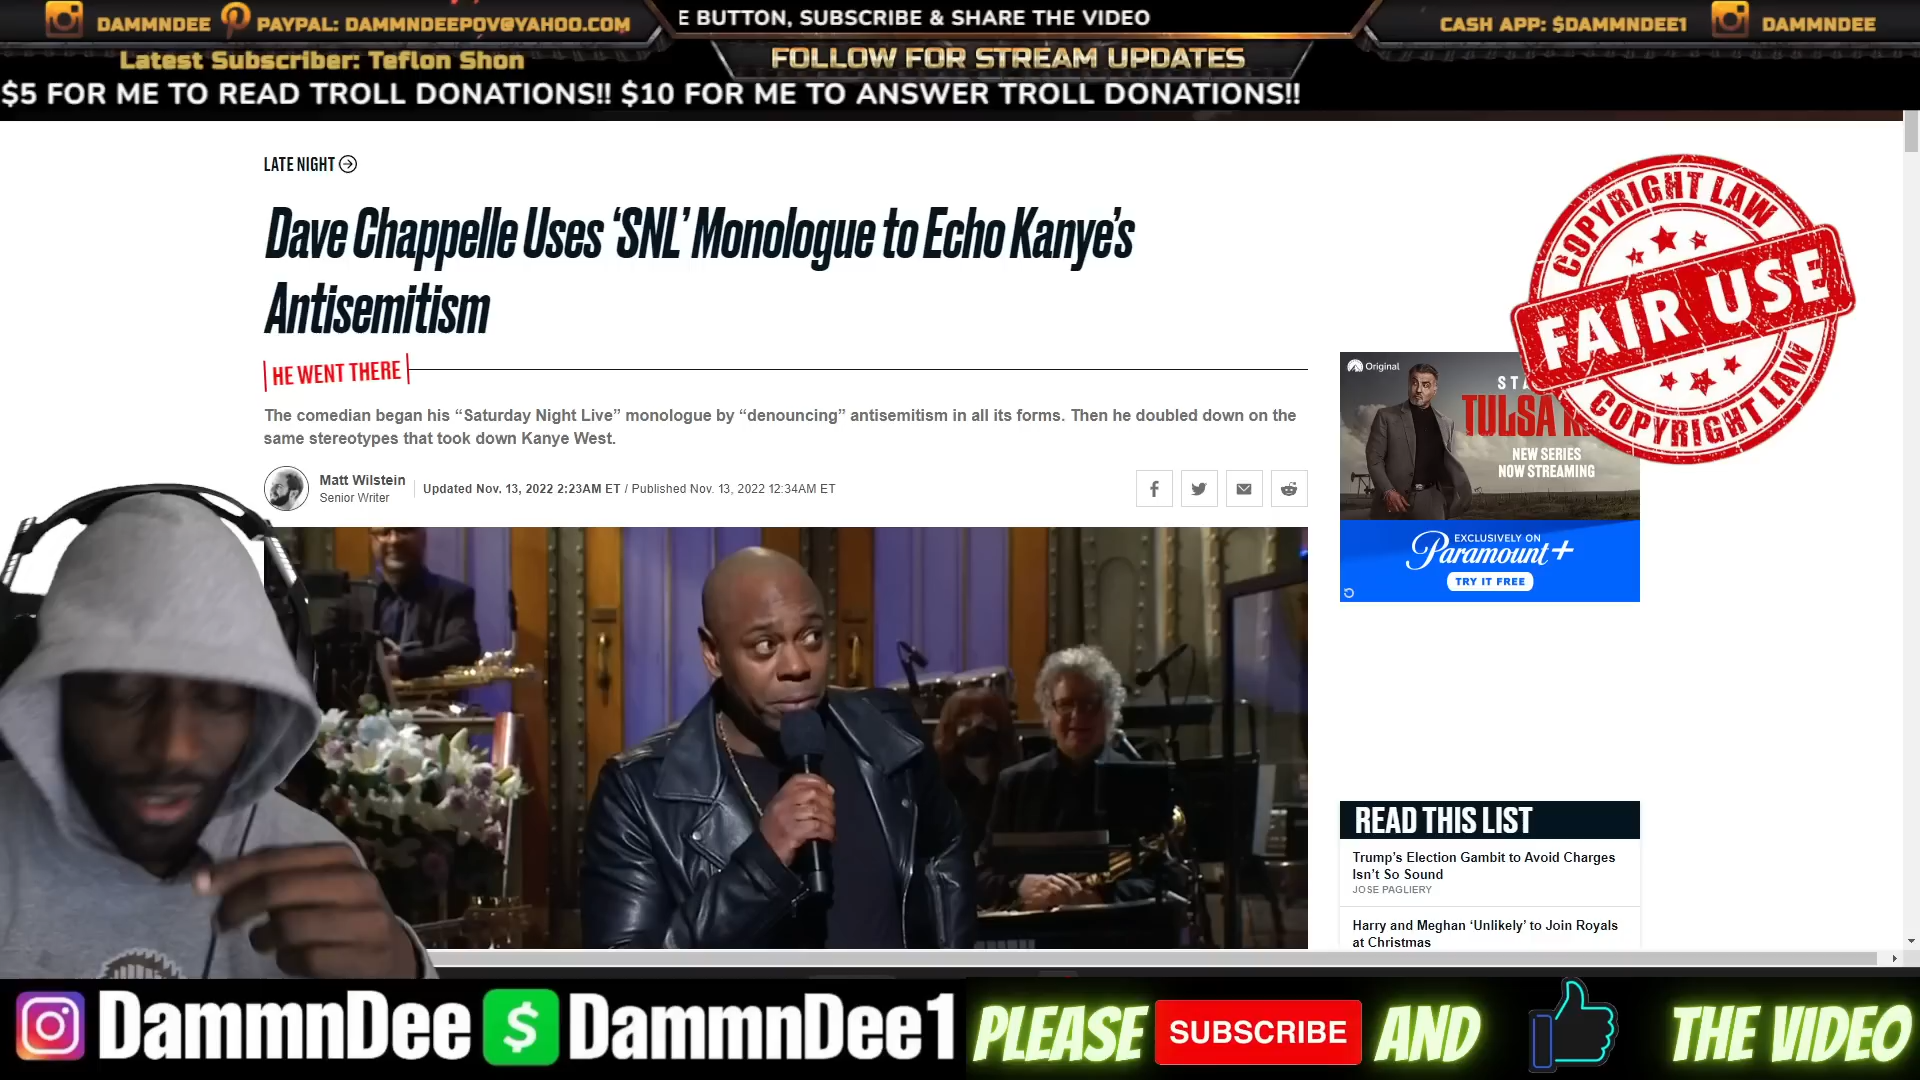 DAMMNDEE
PAYPAL: DAMMNDEEPOV@YAHOO.COM
E BUTTON, SUBSCRIBE & SHARE THE VIDEO
CASH APP: $DAMMNDEE1
DAMMNDEE
Latest Subscriber: Teflon Shon
FOLLOW FOR STREAM UPDATES
$5 FOR ME TO READ TROLL DONATIONS!! $10 FOR ME TO ANSWER TROLL DONATIONS!!
LATE NIGHT
Dave Chappelle Uses ‘SNL’ Monologue to Echo Kanye’s
Antisemitism
HE WENT THERE
The comedian began his “Saturday Night Live” monologue by “denouncing” antisemitism in all its forms. Then he doubled down on the
same stereotypes that took down Kanye West.
Matt Wilstein
Senior Writer
Updated Nov. 13, 2022 2:23AM ET / Published Nov. 13, 2022 12:34AM ET
COPYRIGHT LAW
FAIR USE
COPYRIGHT LAW
Original
STA
TULSA K
NEW SERIES
NOW STREAMING
EXCLUSIVELY ON
Paramount+
TRY IT FREE
READ THIS LIST
Trump’s Election Gambit to Avoid Charges
Isn’t So Sound
JOSE PAGLIERY
Harry and Meghan ‘Unlikely’ to Join Royals
at Christmas
DammnDee
$ DammnDee1
PLEASE
SUBSCRIBE
AND
THE VIDEO